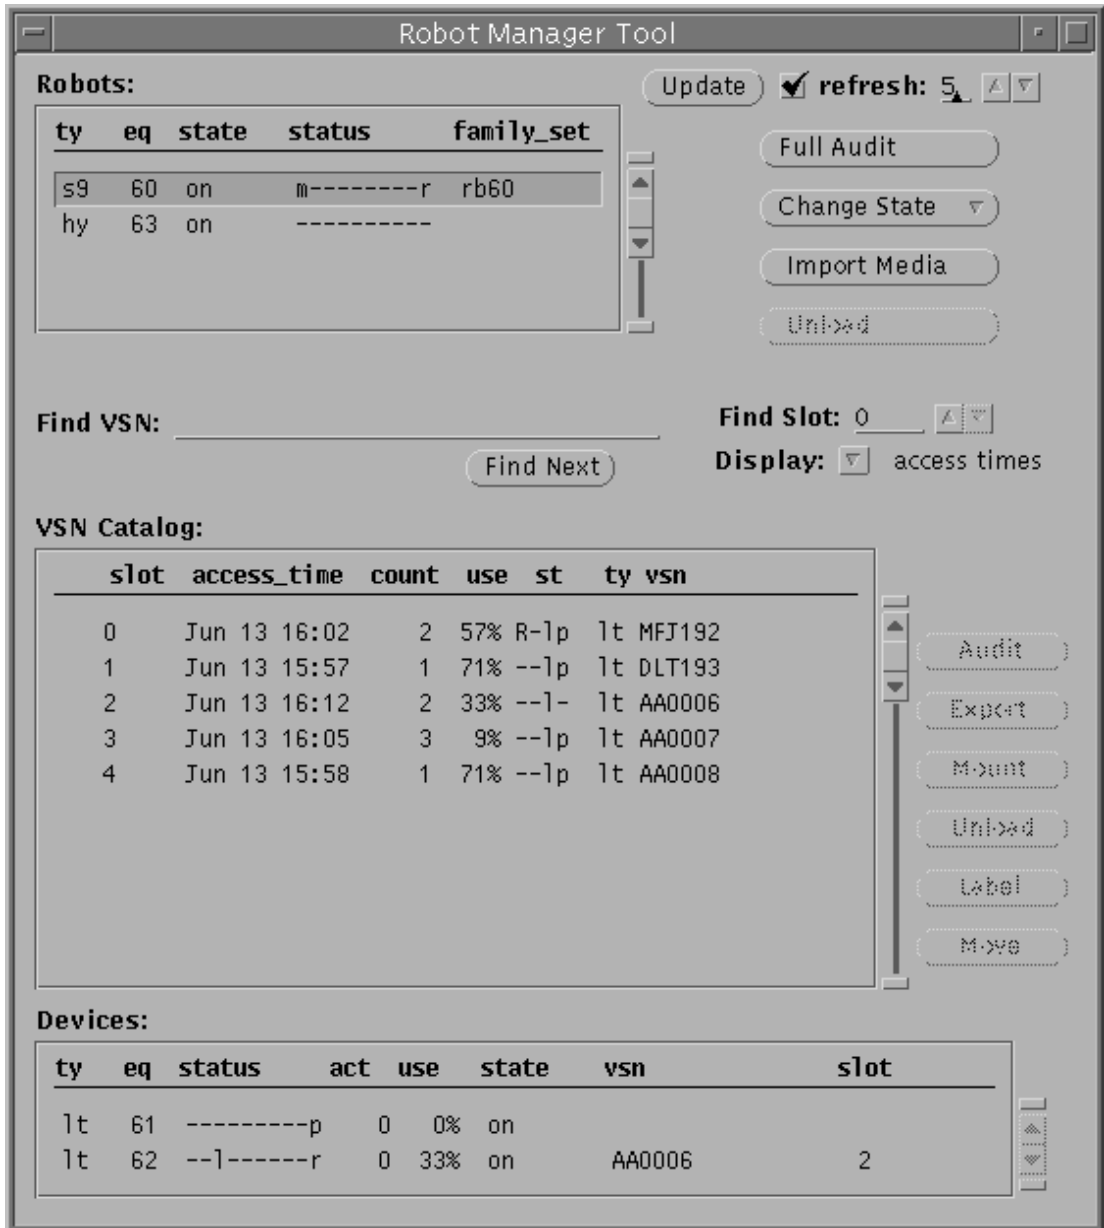 Robot Manager Tool
Robots:
Update refresh: 5
ty eq state status family_set
s9 60 on m--------r rb60
hy 63 on ----------
Full Audit
Change State
Import Media
Unload
Find VSN:
Find Next
Find Slot: 0
Display: access times
VSN Catalog:
slot access_time count use st ty vsn
0 Jun 13 16:02 2 57% R-lp lt MFJ192
1 Jun 13 15:57 1 71% --lp lt DLT193
2 Jun 13 16:12 2 33% --l- lt AA0006
3 Jun 13 16:05 3 9% --lp lt AA0007
4 Jun 13 15:58 1 71% --lp lt AA0008
Audit
Export
Mount
Unload
Label
Move
Devices:
ty eq status act use state vsn slot
lt 61 ---------p 0 0% on
lt 62 --l------r 0 33% on AA0006 2